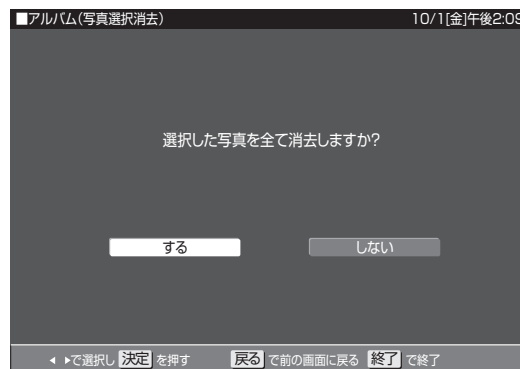 ■アルバム(写真選択消去) 10/1[金]午後2:09
選択した写真を全て消去しますか?
する しない
◀ ▶で選択し 決定 を押す 戻る で前の画面に戻る 終了 で終了